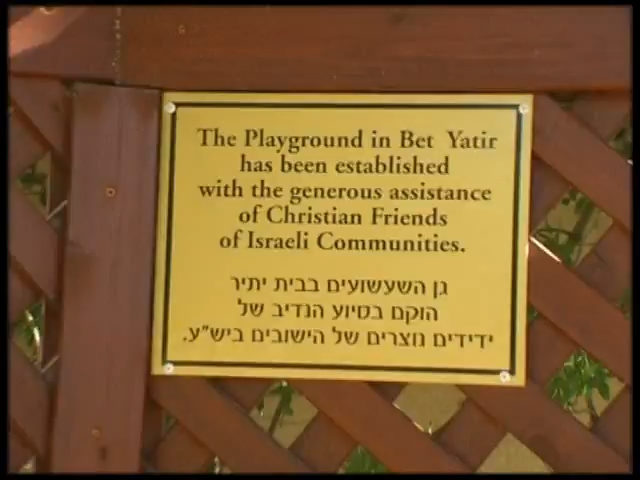 The Playground in Bet Yatir
has been established
with the generous assistance
of Christian Friends
of Israeli Communities.
גן השעשועים בבית יתיר
הוקם בסיוע הנדיב של
ידידים נוצרים של הישובים ביש"ע.